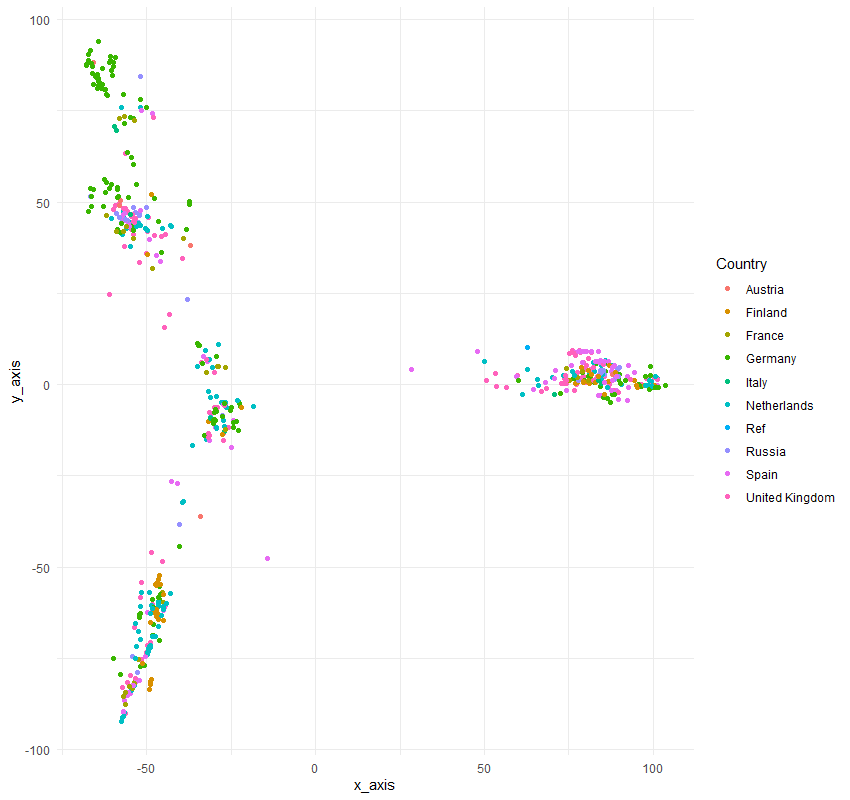 100
50
0
-50
-100
y_axis
-50
0
50
100
x_axis
Country
Austria
Finland
France
Germany
Italy
Netherlands
Ref
Russia
Spain
United Kingdom